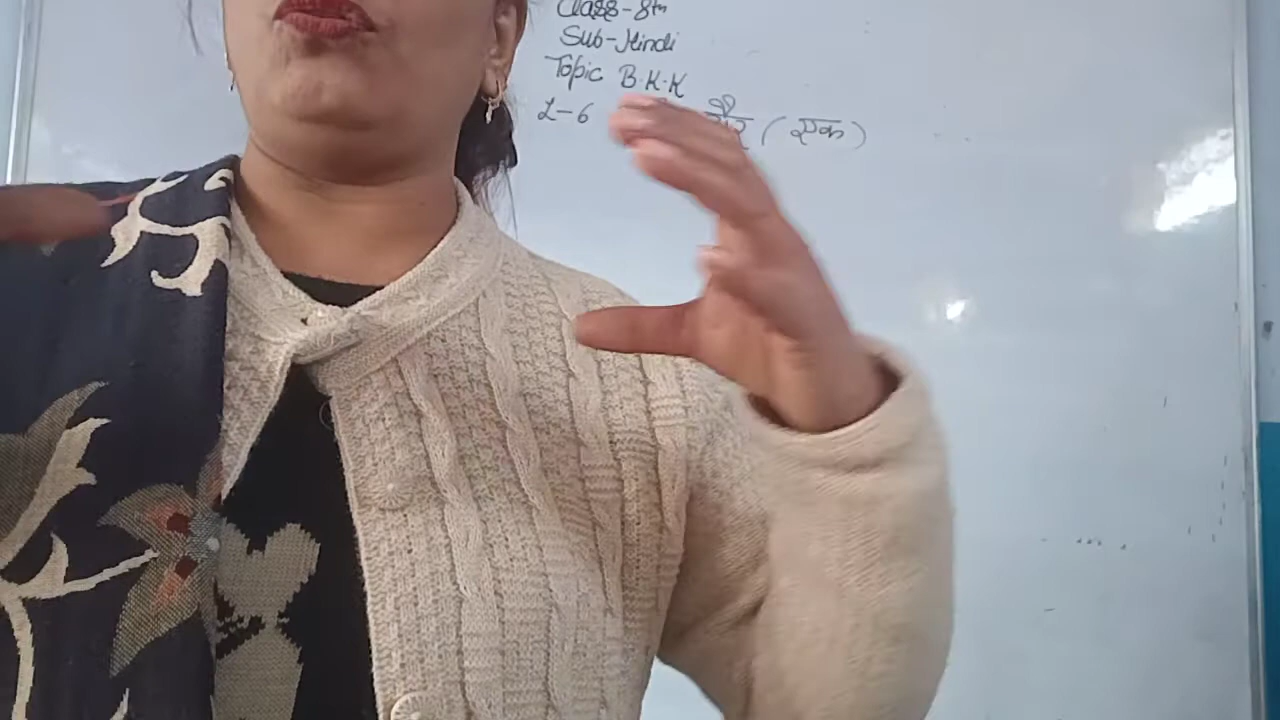 Class-8th
Sub-Hindi
Topic B.K.K
L-6 (एक)